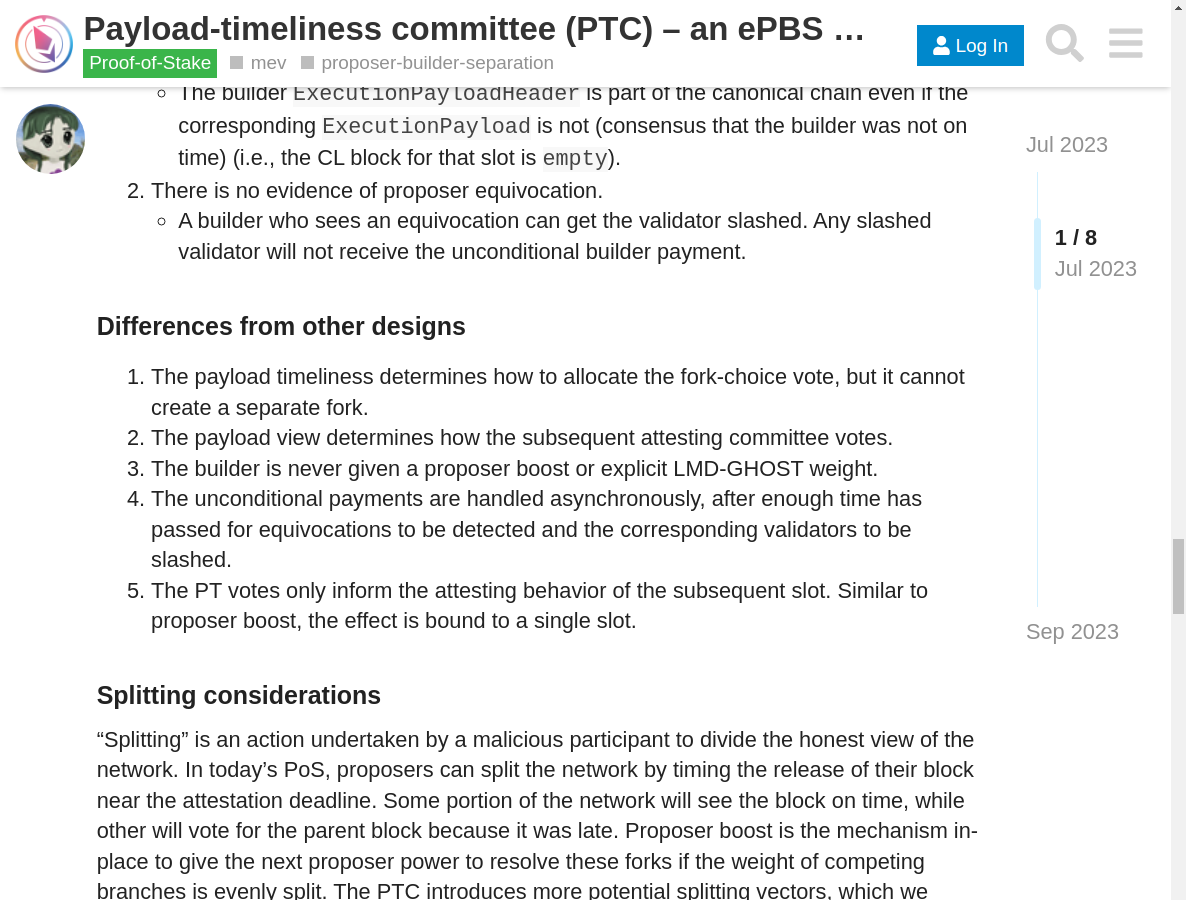 Payload-timeliness committee (PTC) – an ePBS …
Log In
Proof-of-Stake mev proposer-builder-separation
The builder ExecutionPayloadHeader is part of the canonical chain even if the
corresponding ExecutionPayload is not (consensus that the builder was not on
time) (i.e., the CL block for that slot is empty).
2. There is no evidence of proposer equivocation.
A builder who sees an equivocation can get the validator slashed. Any slashed
validator will not receive the unconditional builder payment.
Differences from other designs
1. The payload timeliness determines how to allocate the fork-choice vote, but it cannot
create a separate fork.
2. The payload view determines how the subsequent attesting committee votes.
3. The builder is never given a proposer boost or explicit LMD-GHOST weight.
4. The unconditional payments are handled asynchronously, after enough time has
passed for equivocations to be detected and the corresponding validators to be
slashed.
5. The PT votes only inform the attesting behavior of the subsequent slot. Similar to
proposer boost, the effect is bound to a single slot.
Splitting considerations
“Splitting” is an action undertaken by a malicious participant to divide the honest view of the
network. In today’s PoS, proposers can split the network by timing the release of their block
near the attestation deadline. Some portion of the network will see the block on time, while
other will vote for the parent block because it was late. Proposer boost is the mechanism in-
place to give the next proposer power to resolve these forks if the weight of competing
branches is evenly split. The PTC introduces more potential splitting vectors, which we
Jul 2023
1 / 8
Jul 2023
Sep 2023